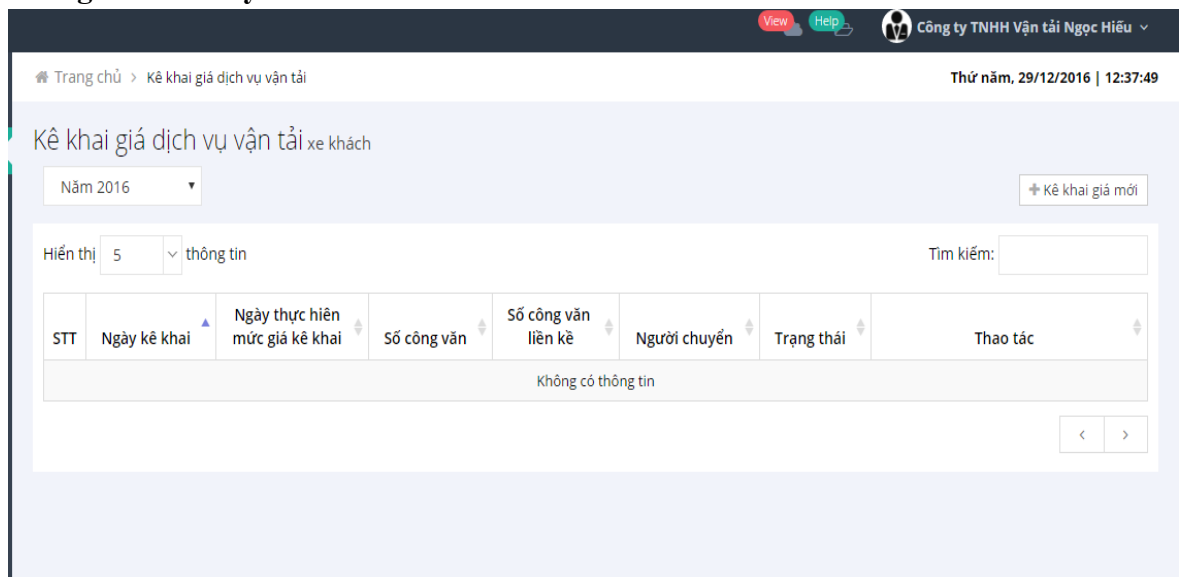 View Help Công ty TNHH Vận tải Ngọc Hiếu
Trang chủ > Kê khai giá dịch vụ vận tải
Thứ năm, 29/12/2016 | 12:37:49
Kê khai giá dịch vụ vận tải xe khách
Năm 2016
+ Kê khai giá mới
Hiển thị 5 thông tin
Tìm kiếm:
STT Ngày kê khai Ngày thực hiên mức giá kê khai Số công văn Số công văn liền kề Người chuyển Trạng thái Thao tác
Không có thông tin
< >